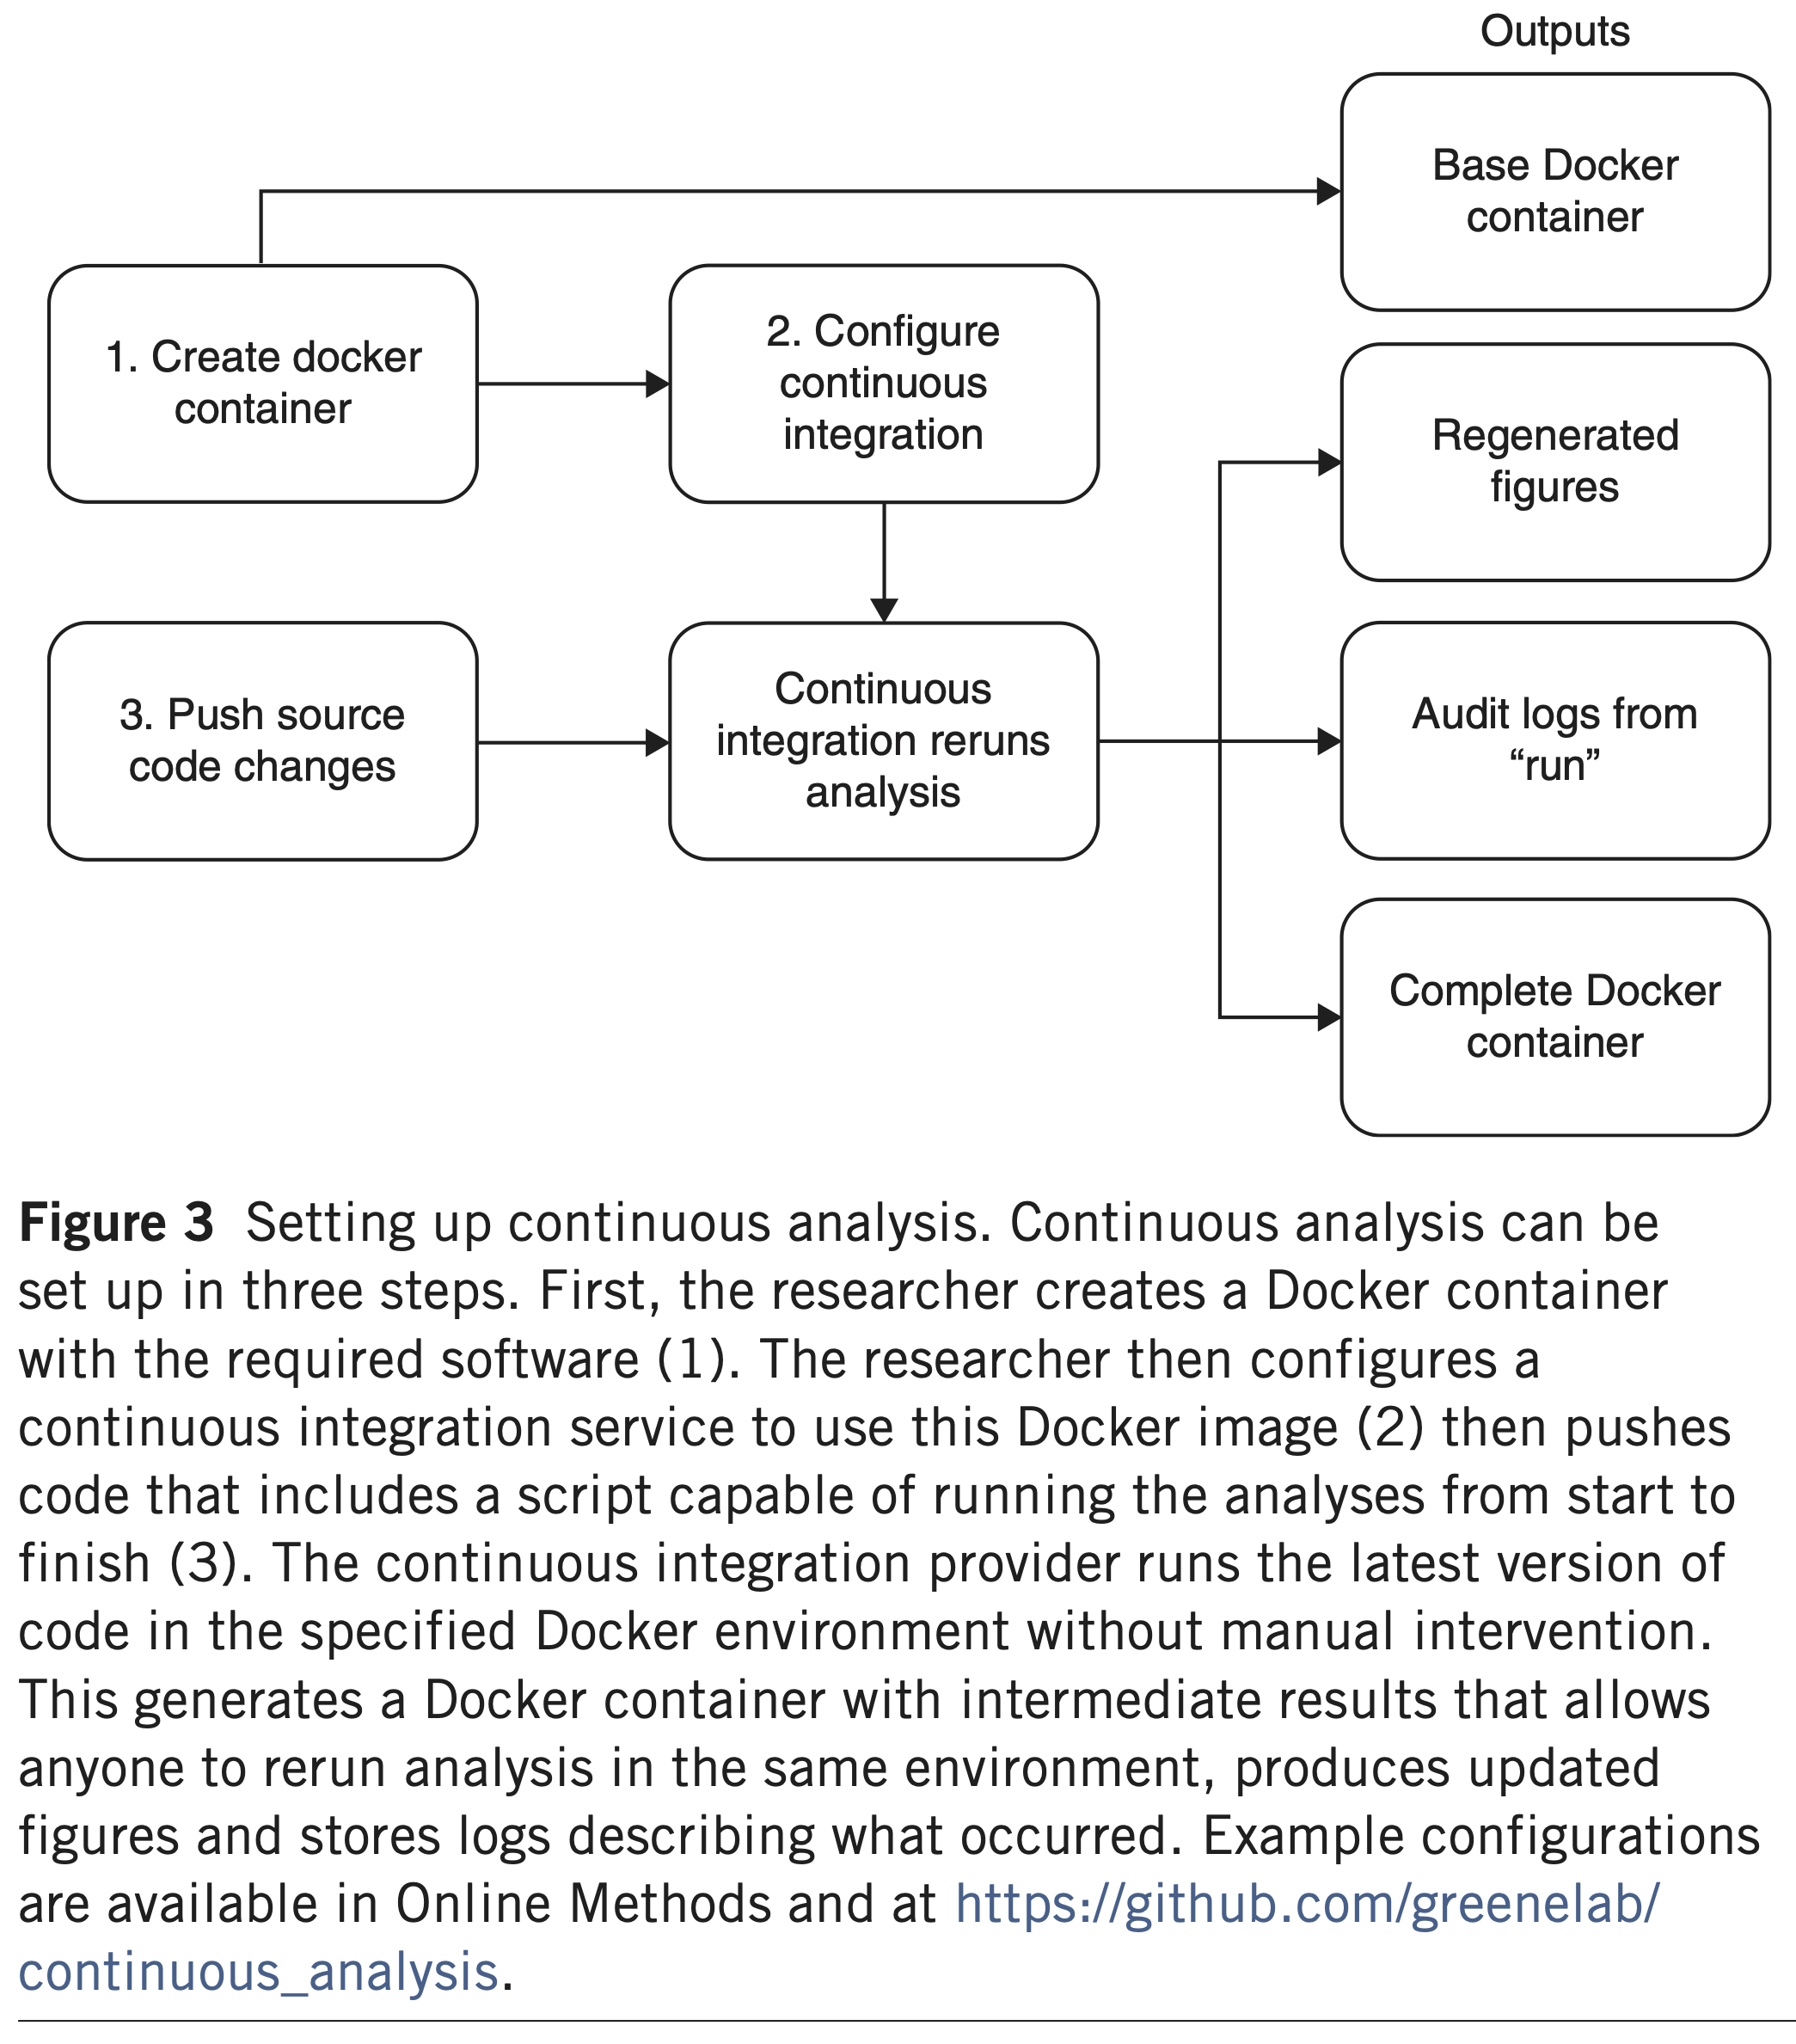 Outputs
Base Docker
container
1. Create docker
container
2. Configure
continuous
integration
Regenerated
figures
3. Push source
code changes
Continuous
integration reruns
analysis
Audit logs from
“run”
Complete Docker
container
Figure 3 Setting up continuous analysis. Continuous analysis can be
set up in three steps. First, the researcher creates a Docker container
with the required software (1). The researcher then configures a
continuous integration service to use this Docker image (2) then pushes
code that includes a script capable of running the analyses from start to
finish (3). The continuous integration provider runs the latest version of
code in the specified Docker environment without manual intervention.
This generates a Docker container with intermediate results that allows
anyone to rerun analysis in the same environment, produces updated
figures and stores logs describing what occurred. Example configurations
are available in Online Methods and at https://github.com/greenelab/
continuous_analysis.